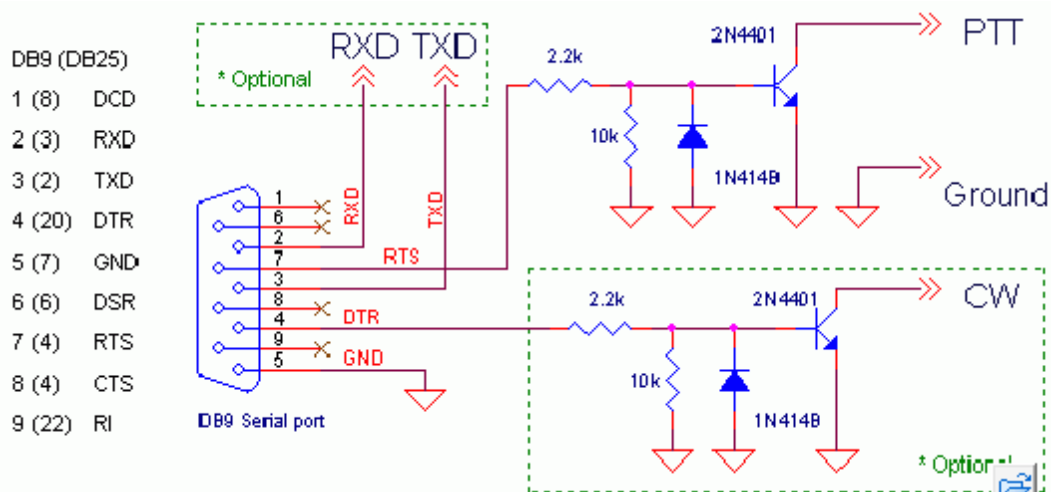 DB9 (DB25)
1 (8) DCD
2 (3) RXD
3 (2) TXD
4 (20) DTR
5 (7) GND
6 (6) DSR
7 (4) RTS
8 (4) CTS
9 (22) RI
* Optional
RXD TXD
RXD
TXD
1
6
2
7
3
8
4
9
5
RTS
DTR
GND
DB9 Serial port
2.2k
10k
1N4148
2N4401
PTT
Ground
2.2k
10k
1N4148
2N4401
CW
* Option